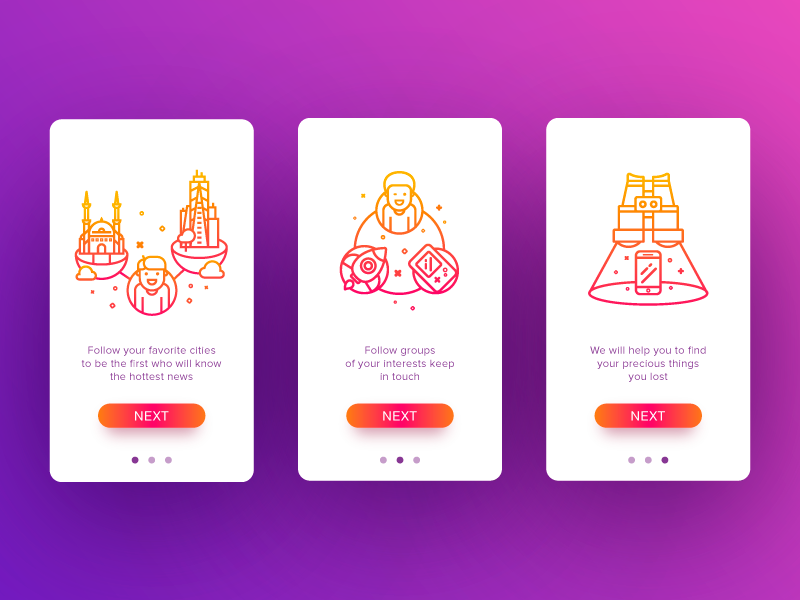 Follow your favorite cities
to be the first who will know
the hottest news
NEXT
Follow groups
of your interests keep
in touch
NEXT
We will help you to find
your precious things
you lost
NEXT